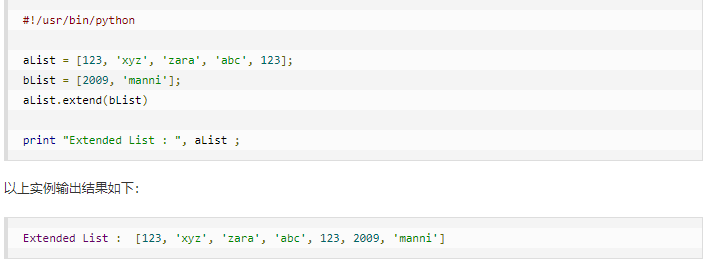 #!/usr/bin/python
aList = [123, 'xyz', 'zara', 'abc', 123];
bList = [2009, 'manni'];
aList.extend(bList)
print "Extended List : ", aList ;
以上实例输出结果如下：
Extended List :  [123, 'xyz', 'zara', 'abc', 123, 2009, 'manni']